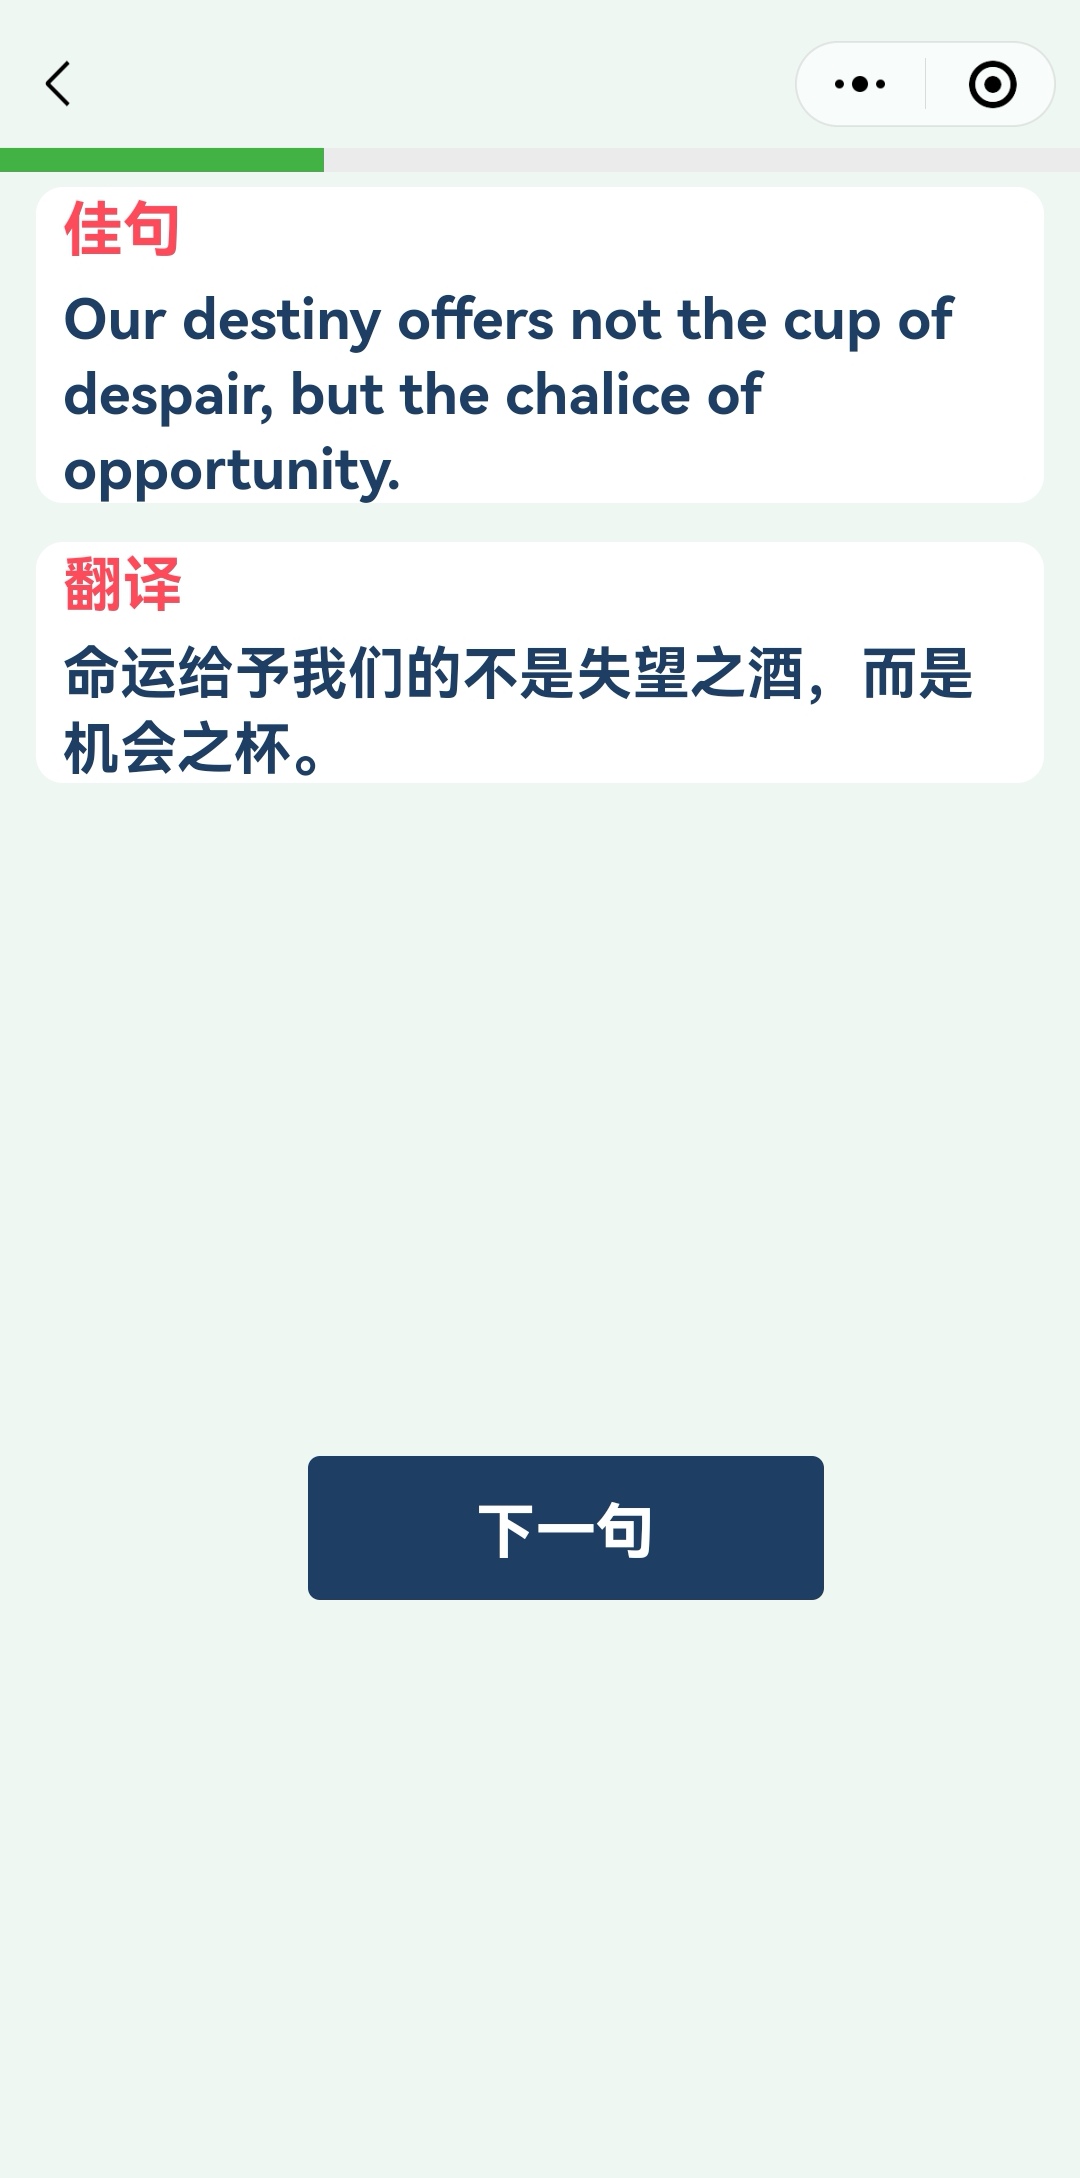 佳句
Our destiny offers not the cup of
despair, but the chalice of
opportunity.
翻译
命运给予我们的不是失望之酒，而是
机会之杯。
下一句